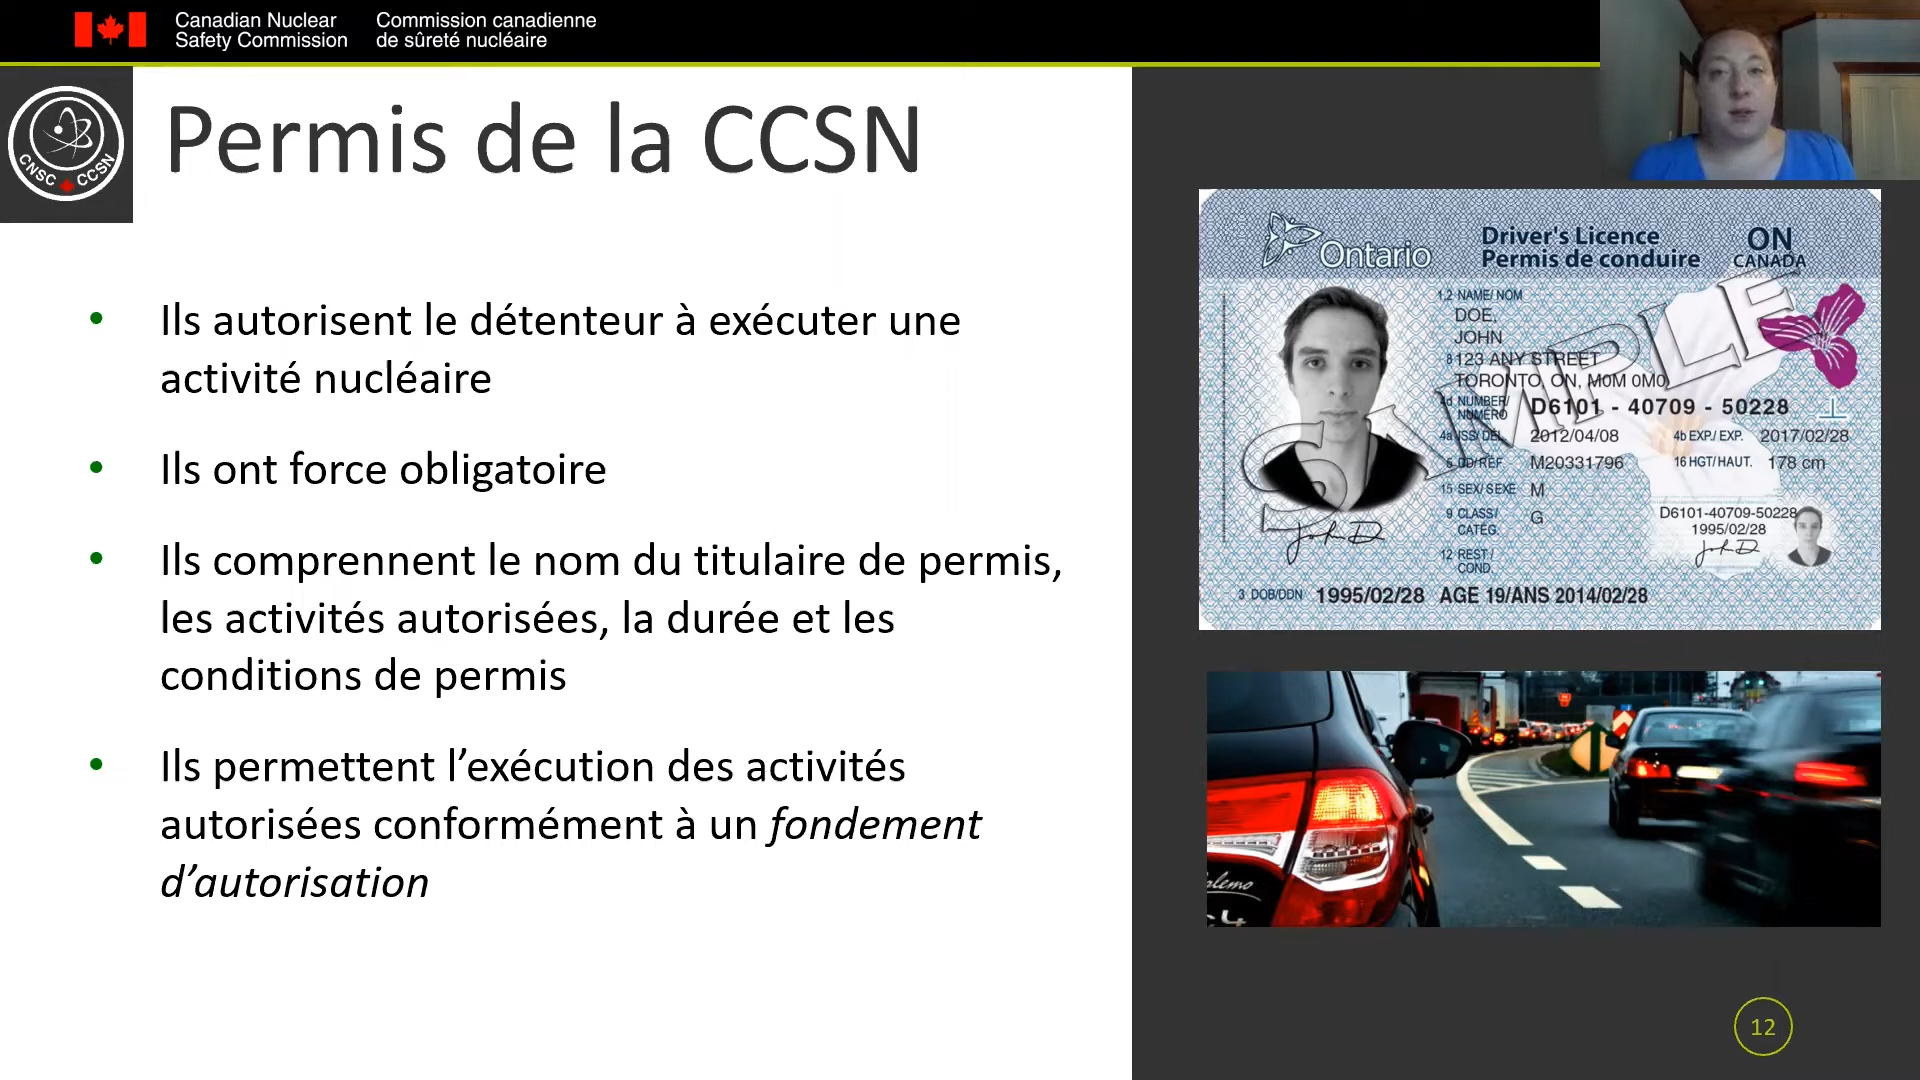 Canadian Nuclear
Safety Commission
Commission canadienne
de sûreté nucléaire
CNSC CCSN
Permis de la CCSN
• Ils autorisent le détenteur à exécuter une
activité nucléaire
• Ils ont force obligatoire
• Ils comprennent le nom du titulaire de permis,
les activités autorisées, la durée et les
conditions de permis
• Ils permettent l’exécution des activités
autorisées conformément à un fondement
d’autorisation
Ontario
Driver's Licence
Permis de conduire
ON
CANADA
1,2 NAME/ NOM
DOE,
JOHN
8 123 ANY STREET
TORONTO, ON, M0M 0M0
4d NUMBER/
NUMÉRO
D6101 - 40709 - 50228
4a ISS/ DÉL. 2012/04/08 4b EXP./ EXP. 2017/02/28
5 DD/REF. M20331796 16 HGT/ HAUT. 178 cm
15 SEX/ SEXE M
9 CLASS/
CATÉG.
G
12 REST /
COND.
D6101-40709-50228
1995/02/28
John D
John D
3 DOB/DDN 1995/02/28 AGE 19/ANS 2014/02/28
SAMPLE
C4
12